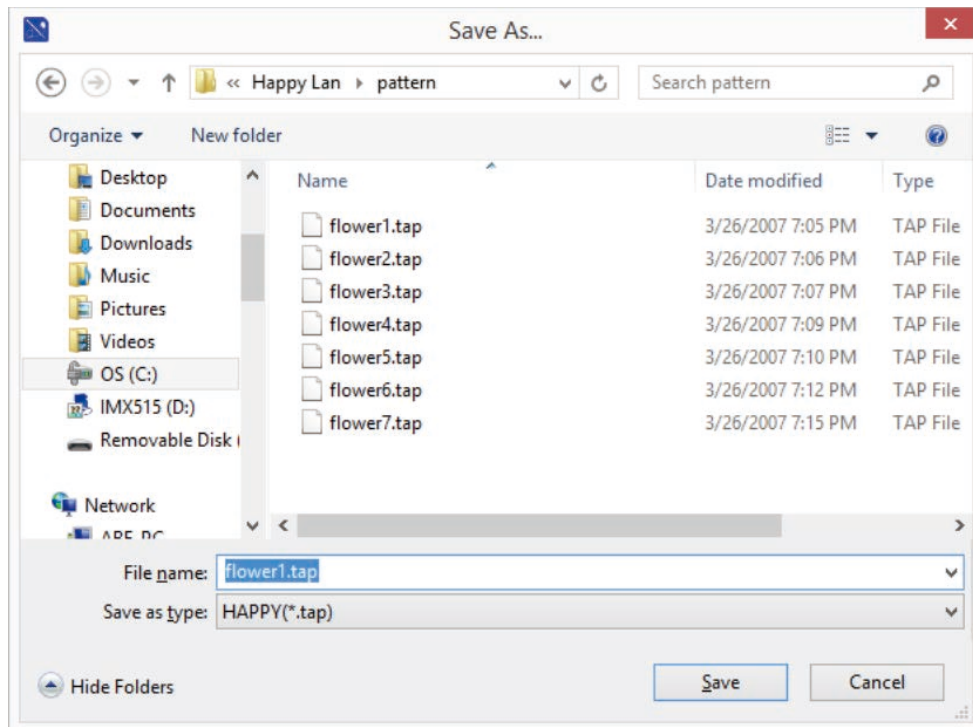 Save As...
« Happy Lan pattern
Search pattern
Organize
New folder
Desktop
Documents
Downloads
Music
Pictures
Videos
OS (C:)
IMX515 (D:)
Removable Disk (
Network
Name Date modified Type
flower1.tap 3/26/2007 7:05 PM TAP File
flower2.tap 3/26/2007 7:06 PM TAP File
flower3.tap 3/26/2007 7:07 PM TAP File
flower4.tap 3/26/2007 7:09 PM TAP File
flower5.tap 3/26/2007 7:10 PM TAP File
flower6.tap 3/26/2007 7:12 PM TAP File
flower7.tap 3/26/2007 7:15 PM TAP File
File name: flower1.tap
Save as type: HAPPY(*.tap)
Hide Folders
Save
Cancel